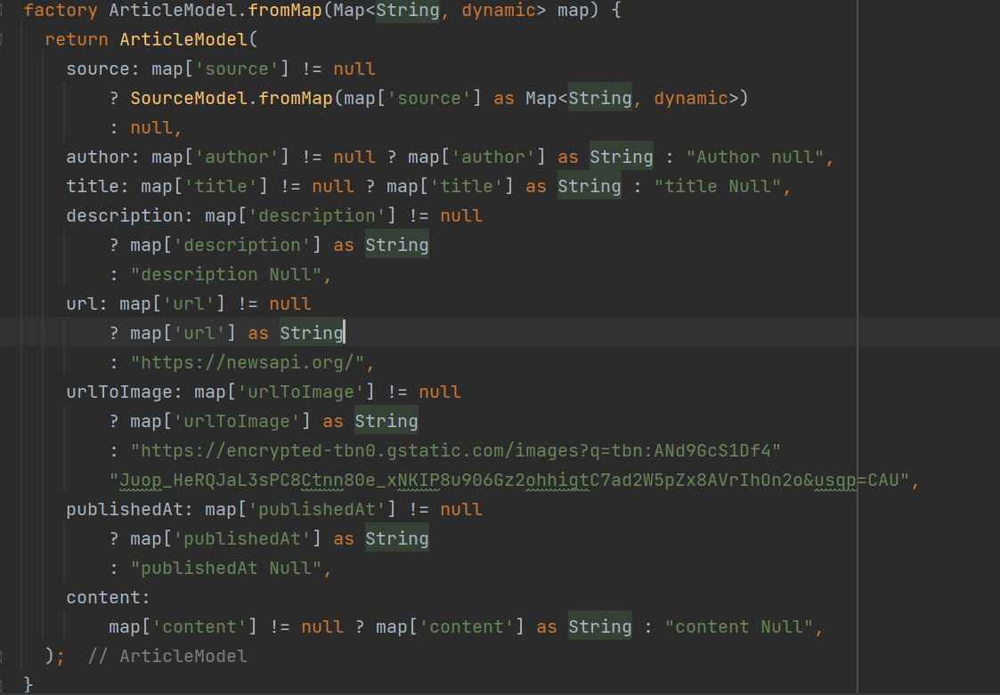 factory ArticleModel.fromMap(Map<String, dynamic> map) {
return ArticleModel(
source: map['source'] != null
? SourceModel.fromMap(map['source'] as Map<String, dynamic>)
: null,
author: map['author'] != null ? map['author'] as String : "Author null",
title: map['title'] != null ? map['title'] as String : "title Null",
description: map['description'] != null
? map['description'] as String
: "description Null",
url: map['url'] != null
? map['url'] as String
: "https://newsapi.org/",
urlToImage: map['urlToImage'] != null
? map['urlToImage'] as String
: "https://encrypted-tbn0.gstatic.com/images?q=tbn:ANd9GcS1Df4"
"Juop_HeRQJaL3sPC8Ctnn80e_xNKIP8u906Gz2ohhigtC7ad2W5pZx8AVrIhOn2o&usqp=CAU",
publishedAt: map['publishedAt'] != null
? map['publishedAt'] as String
: "publishedAt Null",
content:
map['content'] != null ? map['content'] as String : "content Null",
); // ArticleModel
}